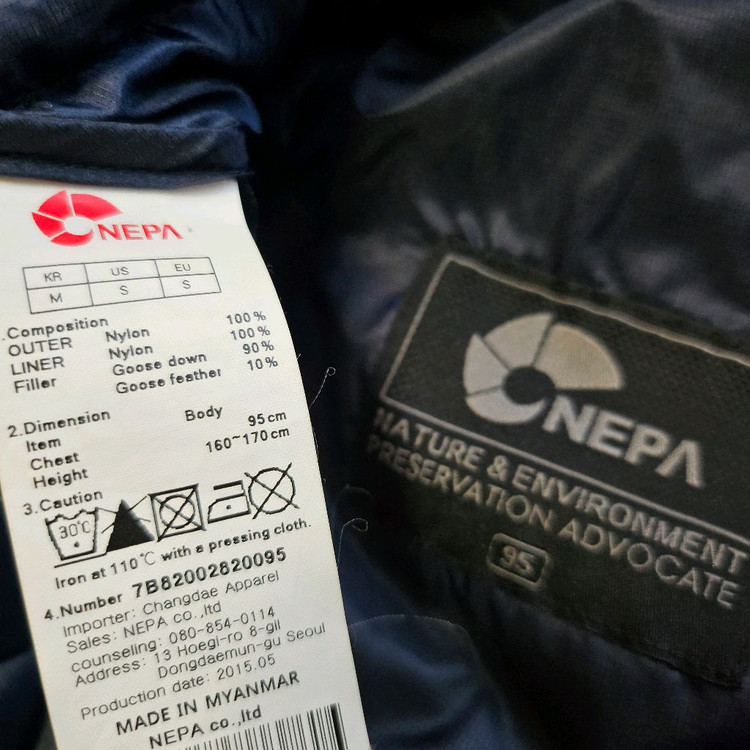 NEPA
KR US EU
M S S
1.Composition
OUTER Nylon 100%
LINER Nylon 100%
Filler Goose down 90%
Goose feather 10%
2.Dimension
Item Body
Chest 95cm
Height 160~170cm
3.Caution
30℃
Iron at 110℃ with a pressing cloth.
4.Number 7B82002820095
Importer: Changdae Apparel
Sales: NEPA co.,ltd
counseling: 080-854-0114
Address: 13 Hoegi-ro 8-gil
Dongdaemun-gu Seoul
Production date: 2015.05
MADE IN MYANMAR
NEPA co.,ltd
NEPA
NATURE & ENVIRONMENT
PRESERVATION ADVOCATE
95